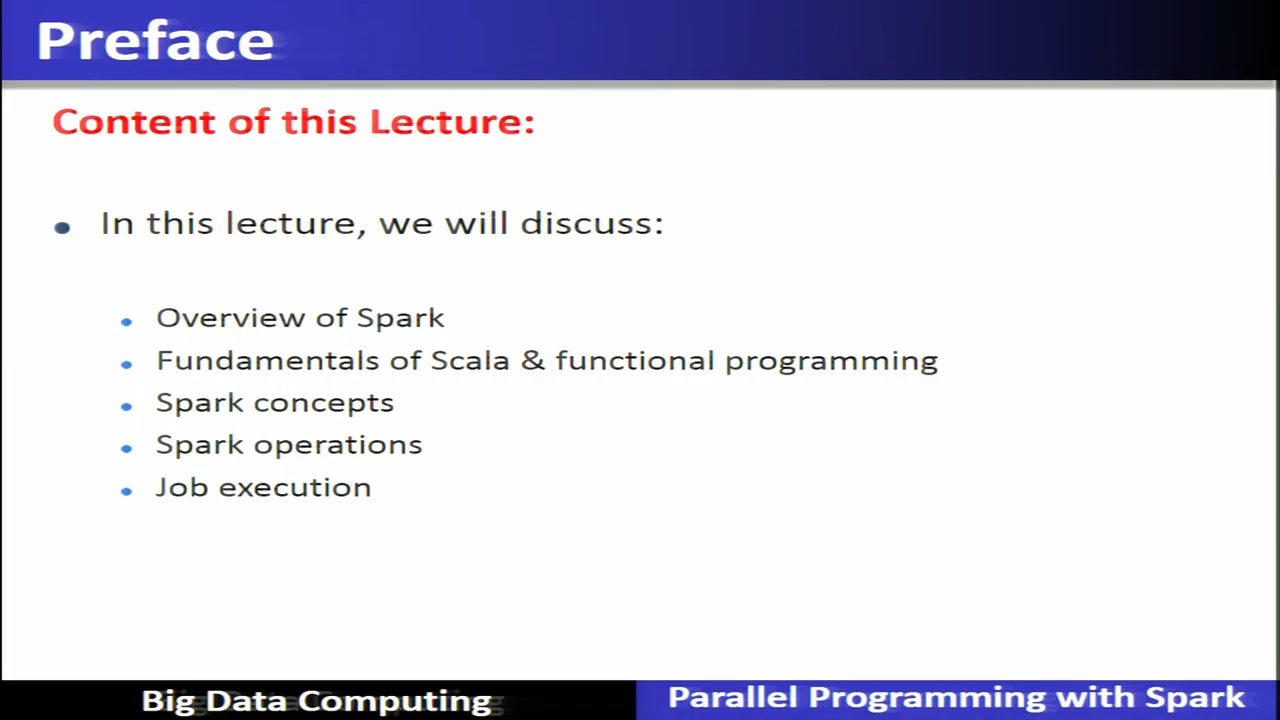 Preface
Content of this Lecture:
In this lecture, we will discuss:
Overview of Spark
Fundamentals of Scala & functional programming
Spark concepts
Spark operations
Job execution
Big Data Computing
Parallel Programming with Spark